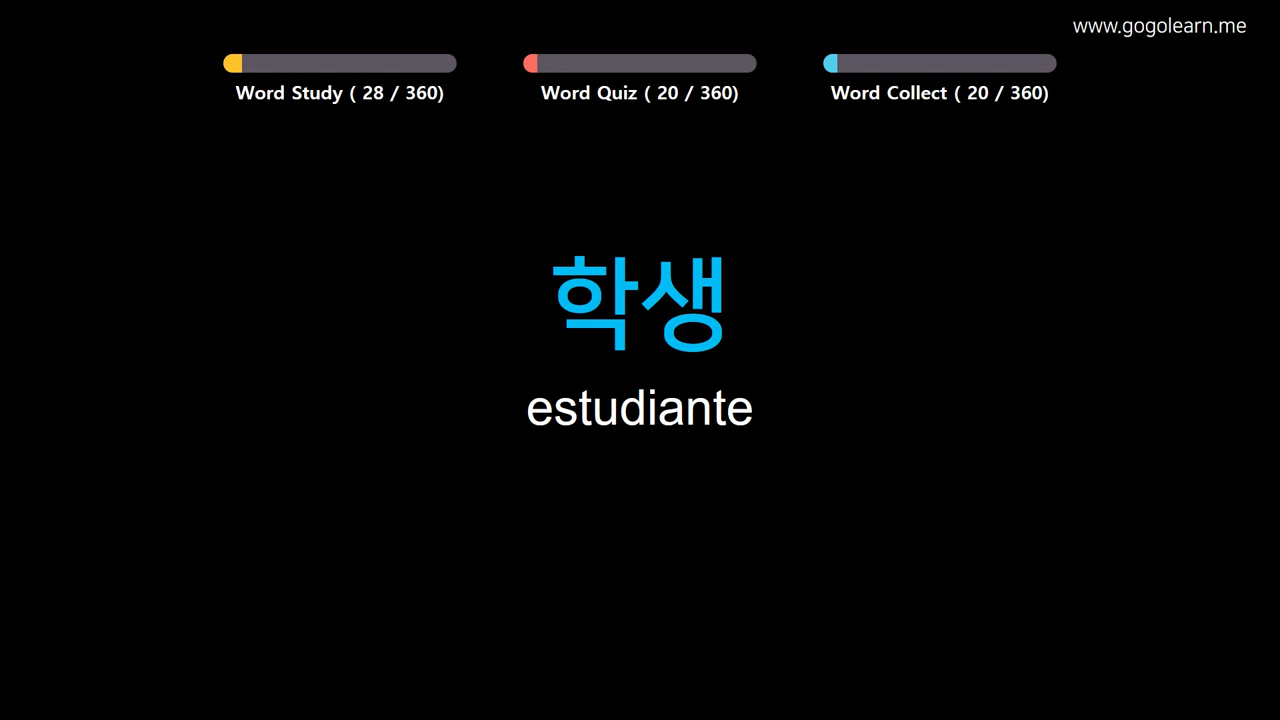 www.gogolearn.me
Word Study ( 28 / 360)
Word Quiz ( 20 / 360)
Word Collect ( 20 / 360)
학생
estudiante